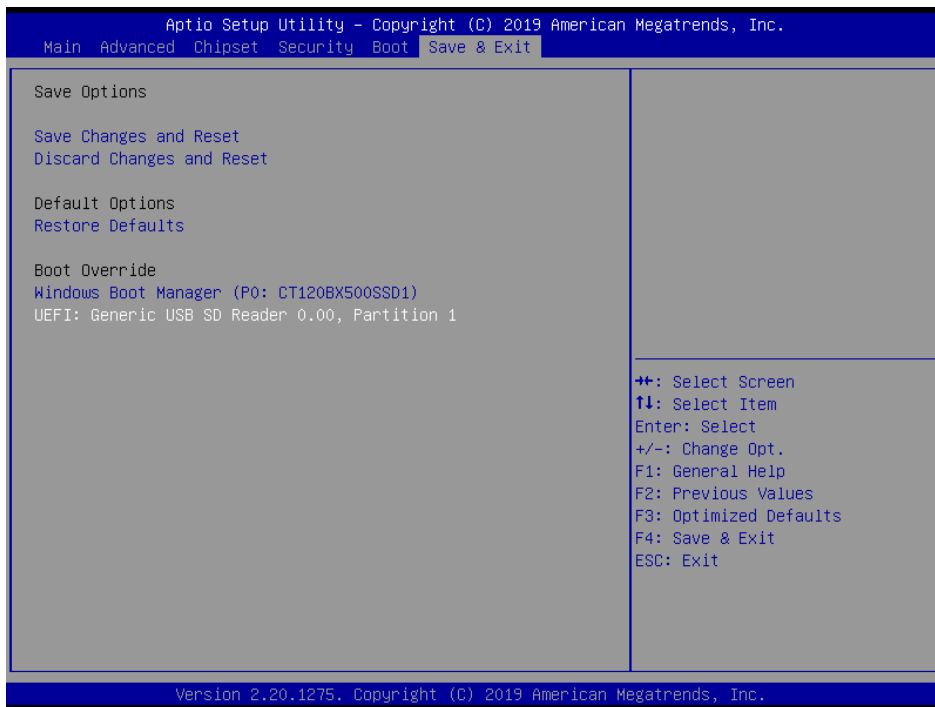 Aptio Setup Utility – Copyright (C) 2019 American Megatrends, Inc.
Main Advanced Chipset Security Boot Save & Exit
Save Options
Save Changes and Reset
Discard Changes and Reset
Default Options
Restore Defaults
Boot Override
Windows Boot Manager (P0: CT120BX500SSD1)
UEFI: Generic USB SD Reader 0.00, Partition 1
→←: Select Screen
↑↓: Select Item
Enter: Select
+/-: Change Opt.
F1: General Help
F2: Previous Values
F3: Optimized Defaults
F4: Save & Exit
ESC: Exit
Version 2.20.1275. Copyright (C) 2019 American Megatrends, Inc.